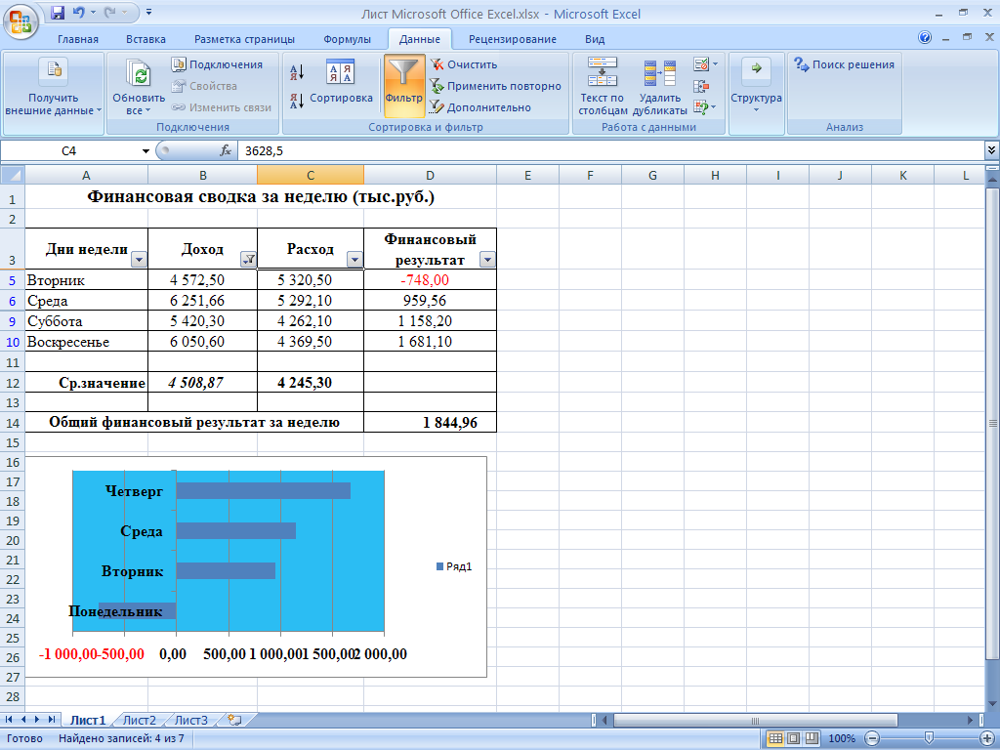 Лист Microsoft Office Excel.xlsx - Microsoft Excel
Главная Вставка Разметка страницы Формулы Данные Рецензирование Вид
Получить внешние данные
Обновить все
Подключения
Свойства
Изменить связи
Подключения
А Я
Я А
Сортировка
Фильтр
Очистить
Применить повторно
Дополнительно
Сортировка и фильтр
Текст по столбцам
Удалить дубликаты
Работа с данными
Структура
Поиск решения
Анализ
C4 fx 3628,5
A B C D E F G H I J K L
1 Финансовая сводка за неделю (тыс.руб.)
2
3 Дни недели Доход Расход Финансовый результат
5 Вторник 4 572,50 5 320,50 -748,00
6 Среда 6 251,66 5 292,10 959,56
9 Суббота 5 420,30 4 262,10 1 158,20
10 Воскресенье 6 050,60 4 369,50 1 681,10
11
12 Ср.значение 4 508,87 4 245,30
13
14 Общий финансовый результат за неделю 1 844,96
15
16
17
18
19
20
21
22
23
24
25
26
27
28
Четверг
Среда
Вторник
Понедельник
-1 000,00 -500,00 0,00 500,00 1 000,00 1 500,00 2 000,00
Ряд1
Лист1 Лист2 Лист3
Готово Найдено записей: 4 из 7 100%